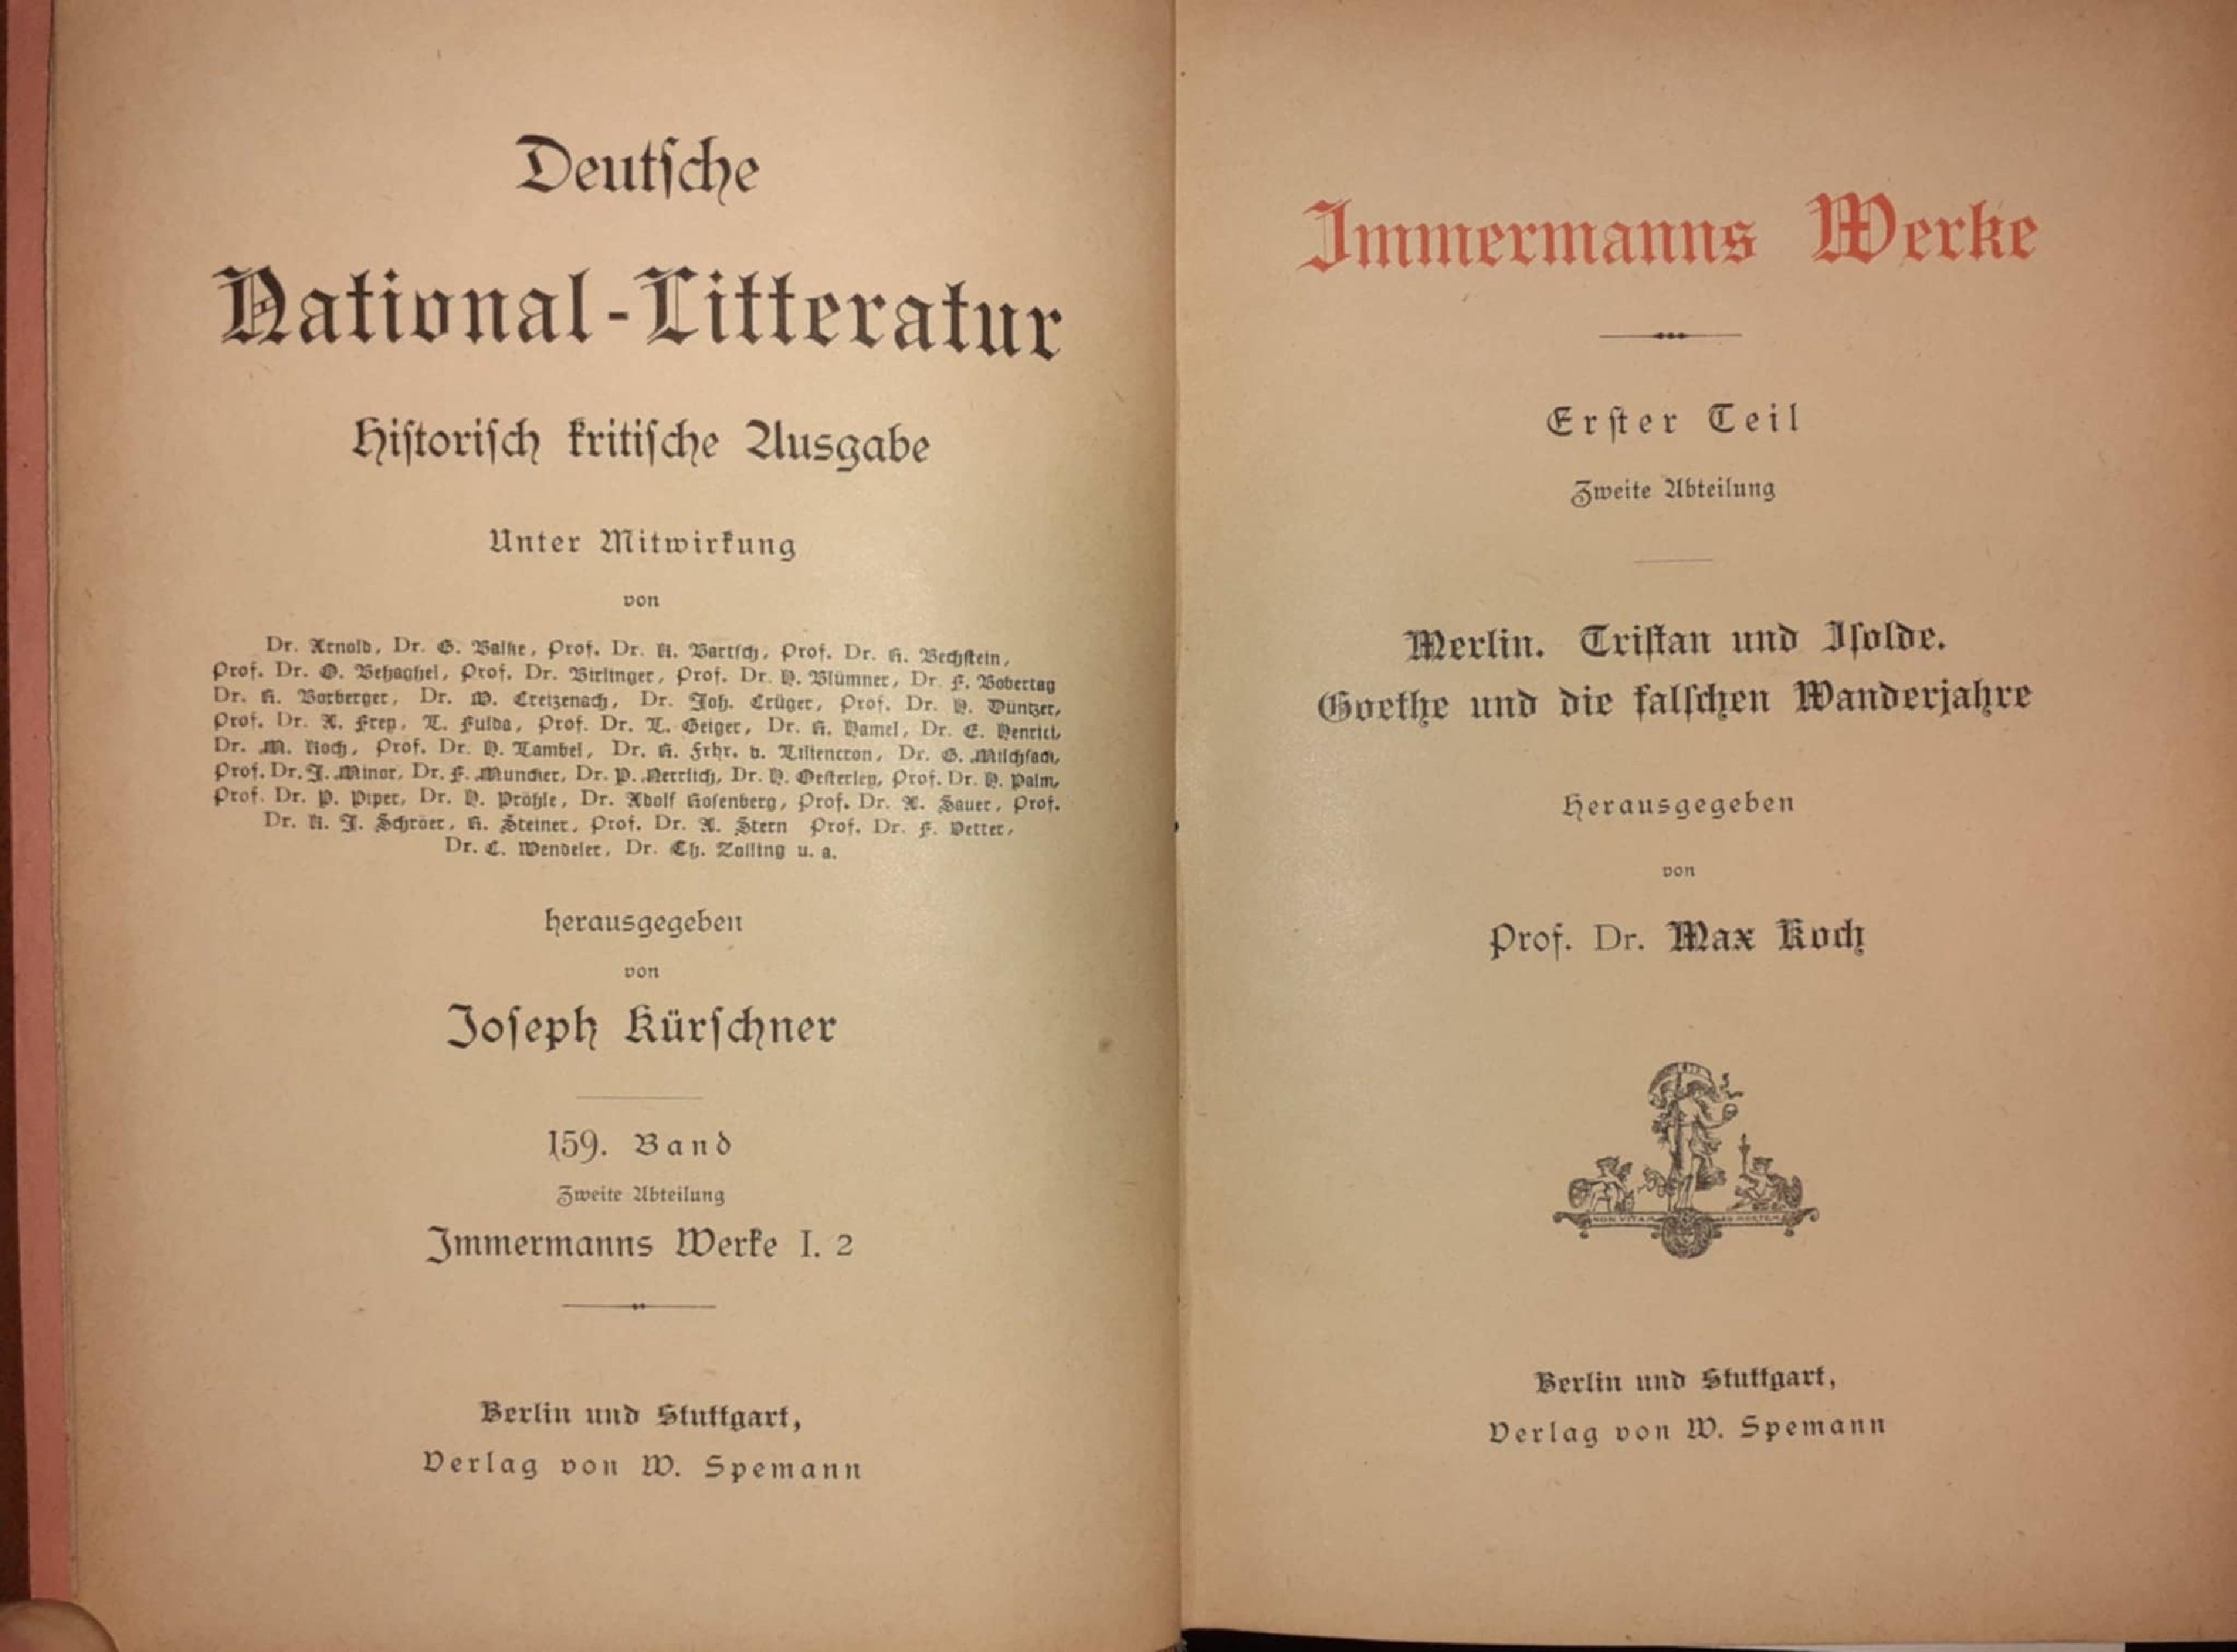 Deutſche
National-Litteratur
Hiſtoriſch kritiſche Ausgabe
Unter Mitwirkung
von
Dr. Arnold, Dr. G. Balke, Prof. Dr. K. Bartſch, Prof. Dr. R. Bechſtein,
Prof. Dr. O. Behaghel, Prof. Dr. Birlinger, Prof. Dr. H. Blümner, Dr. F. Bobertag
Dr. R. Boxberger, Dr. W. Creizenach, Dr. Joh. Crüger, Prof. Dr. H. Düntzer,
Prof. Dr. A. Frey, L. Fulda, Prof. Dr. L. Geiger, Dr. R. Hamel, Dr. E. Henrici,
Dr. M. Koch, Prof. Dr. H. Lambel, Dr. R. Frhr. v. Liliencron, Dr. G. Milchſack,
Prof. Dr. J. Minor, Dr. F. Muncker, Dr. P. Nerrlich, Dr. H. Oeſterley, Prof. Dr. H. Palm,
Prof. Dr. P. Piper, Dr. H. Pröhle, Dr. Adolf Roſenberg, Prof. Dr. A. Sauer, Prof.
Dr. K. J. Schröer, R. Steiner, Prof. Dr. A. Stern Prof. Dr. F. Vetter,
Dr. C. Wendeler, Dr. Ch. Zolling u. a.
herausgegeben
von
Joſeph Kürſchner
159. Band
Zweite Abteilung
Immermanns Werke I. 2
Berlin und Stuttgart,
Verlag von W. Spemann
Immermanns Werke
Erſter Teil
Zweite Abteilung
Merlin. Triſtan und Iſolde.
Goethe und die falſchen Wanderjahre
Herausgegeben
von
Prof. Dr. Max Koch
Berlin und Stuttgart,
Verlag von W. Spemann